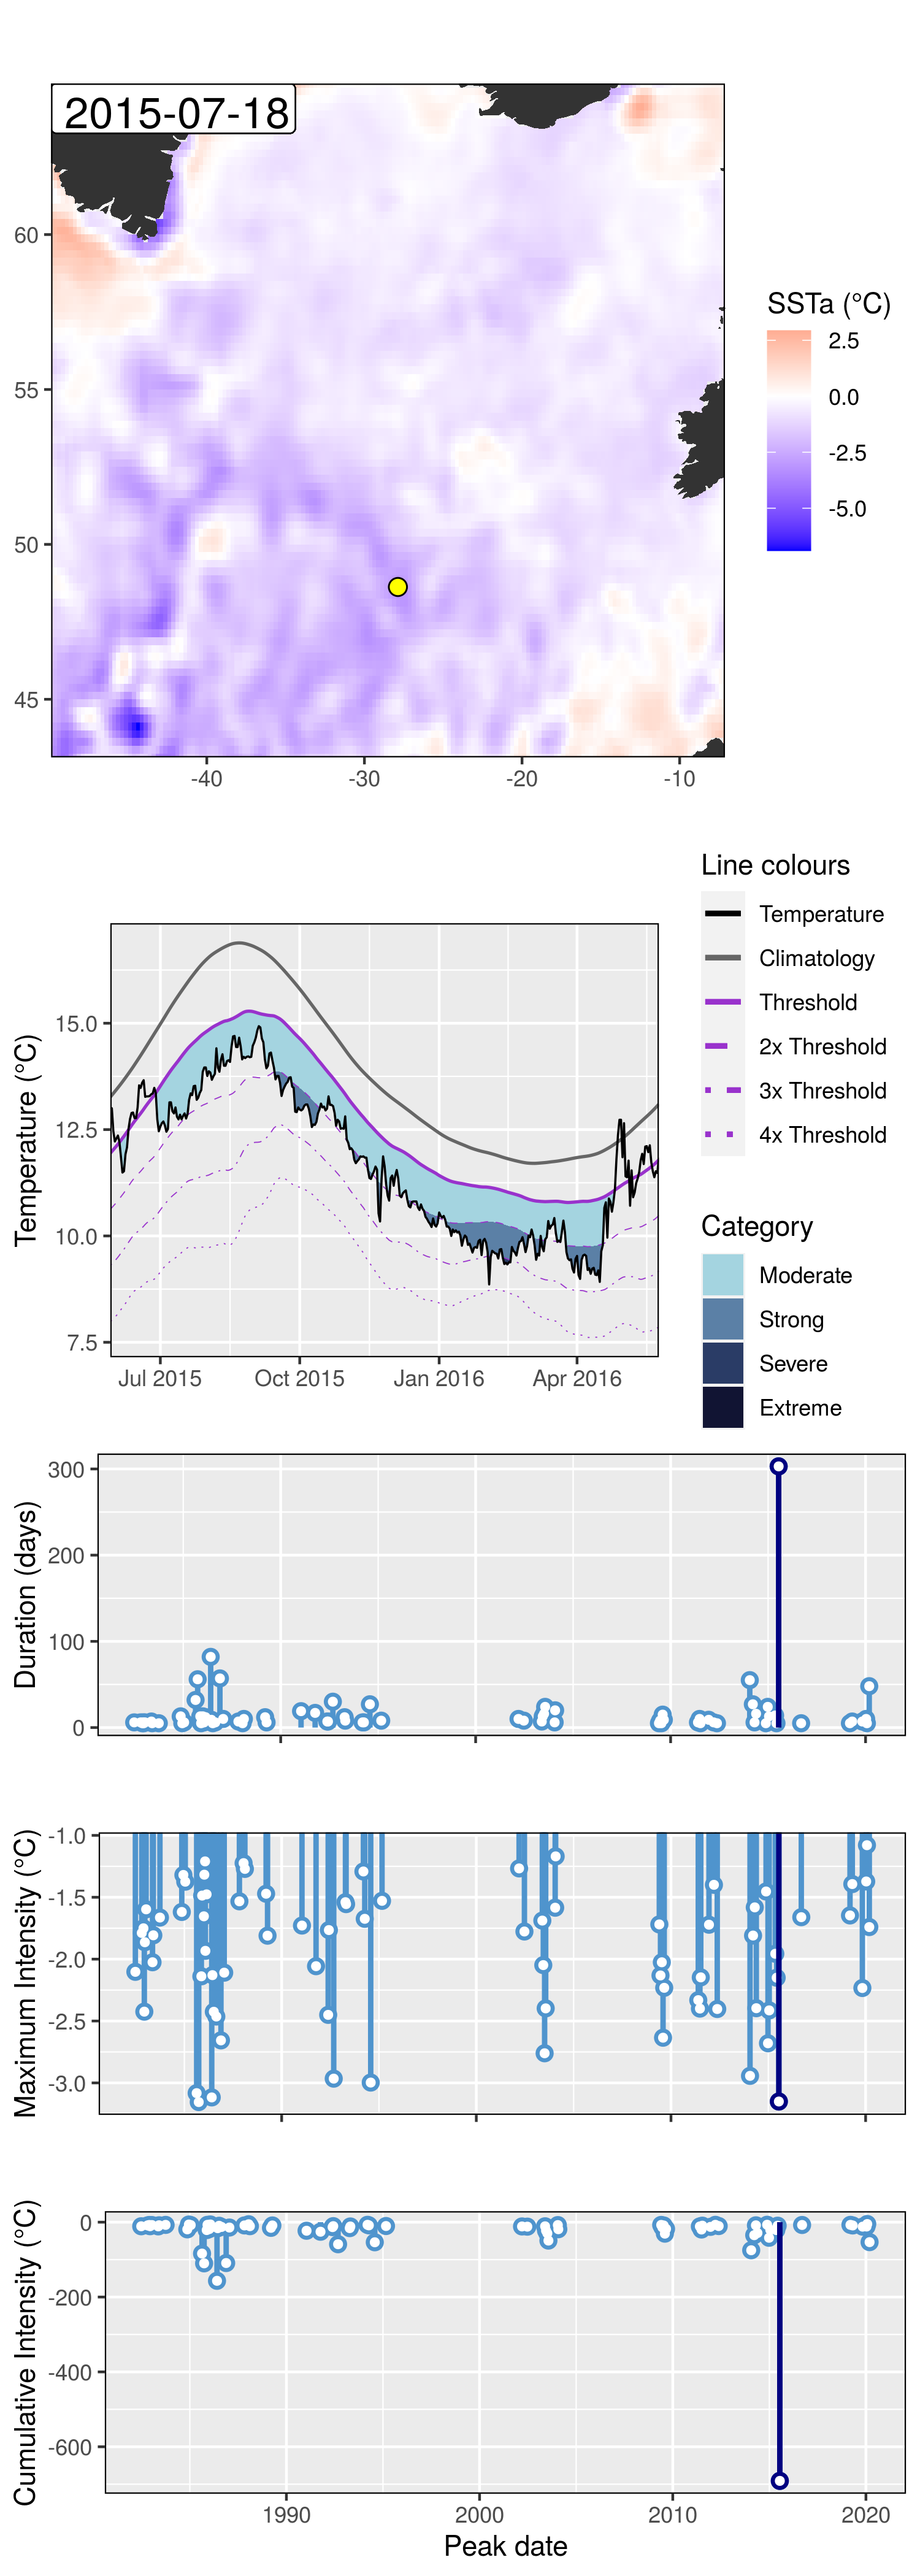 2015-07-18
60
55
50
45
-40
-30
-20
-10
SSTa (°C)
2.5
0.0
-2.5
-5.0
Line colours
Temperature
Climatology
Threshold
2x Threshold
3x Threshold
4x Threshold
Category
Moderate
Strong
Severe
Extreme
Temperature (°C)
15.0
12.5
10.0
7.5
Jul 2015
Oct 2015
Jan 2016
Apr 2016
Duration (days)
300
200
100
0
Maximum Intensity (°C)
-1.0
-1.5
-2.0
-2.5
-3.0
Cumulative Intensity (°C)
0
-200
-400
-600
1990
2000
2010
2020
Peak date